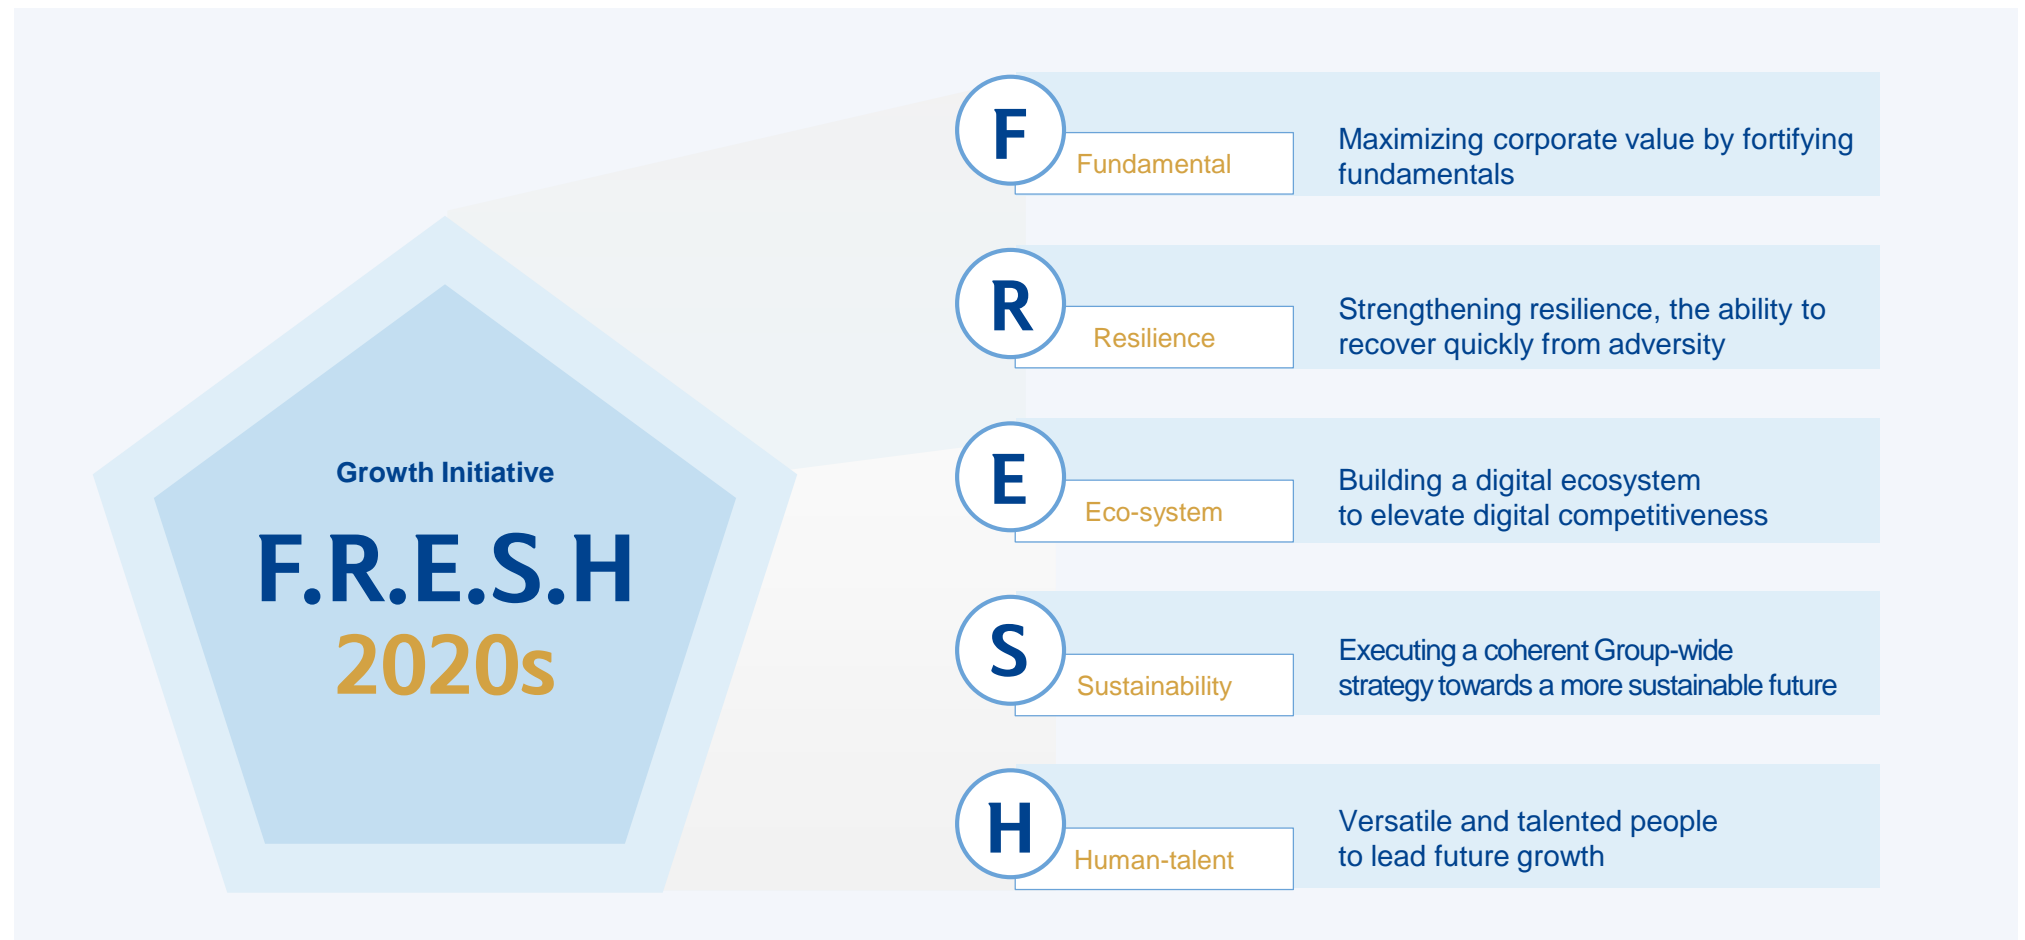 Growth Initiative
F.R.E.S.H
2020s
F
Fundamental
Maximizing corporate value by fortifying
fundamentals
R
Resilience
Strengthening resilience, the ability to
recover quickly from adversity
E
Eco-system
Building a digital ecosystem
to elevate digital competitiveness
S
Sustainability
Executing a coherent Group-wide
strategy towards a more sustainable future
H
Human-talent
Versatile and talented people
to lead future growth